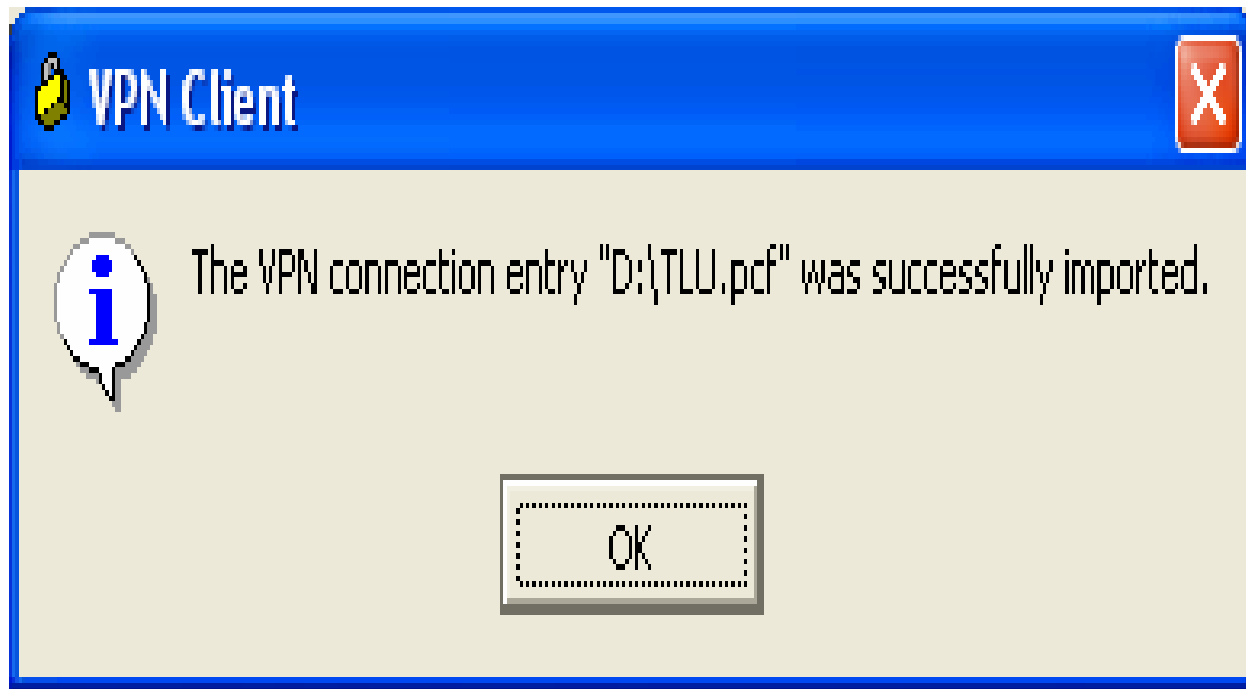 VPN Client
The VPN connection entry "D:\TLU.pcf" was successfully imported.
OK